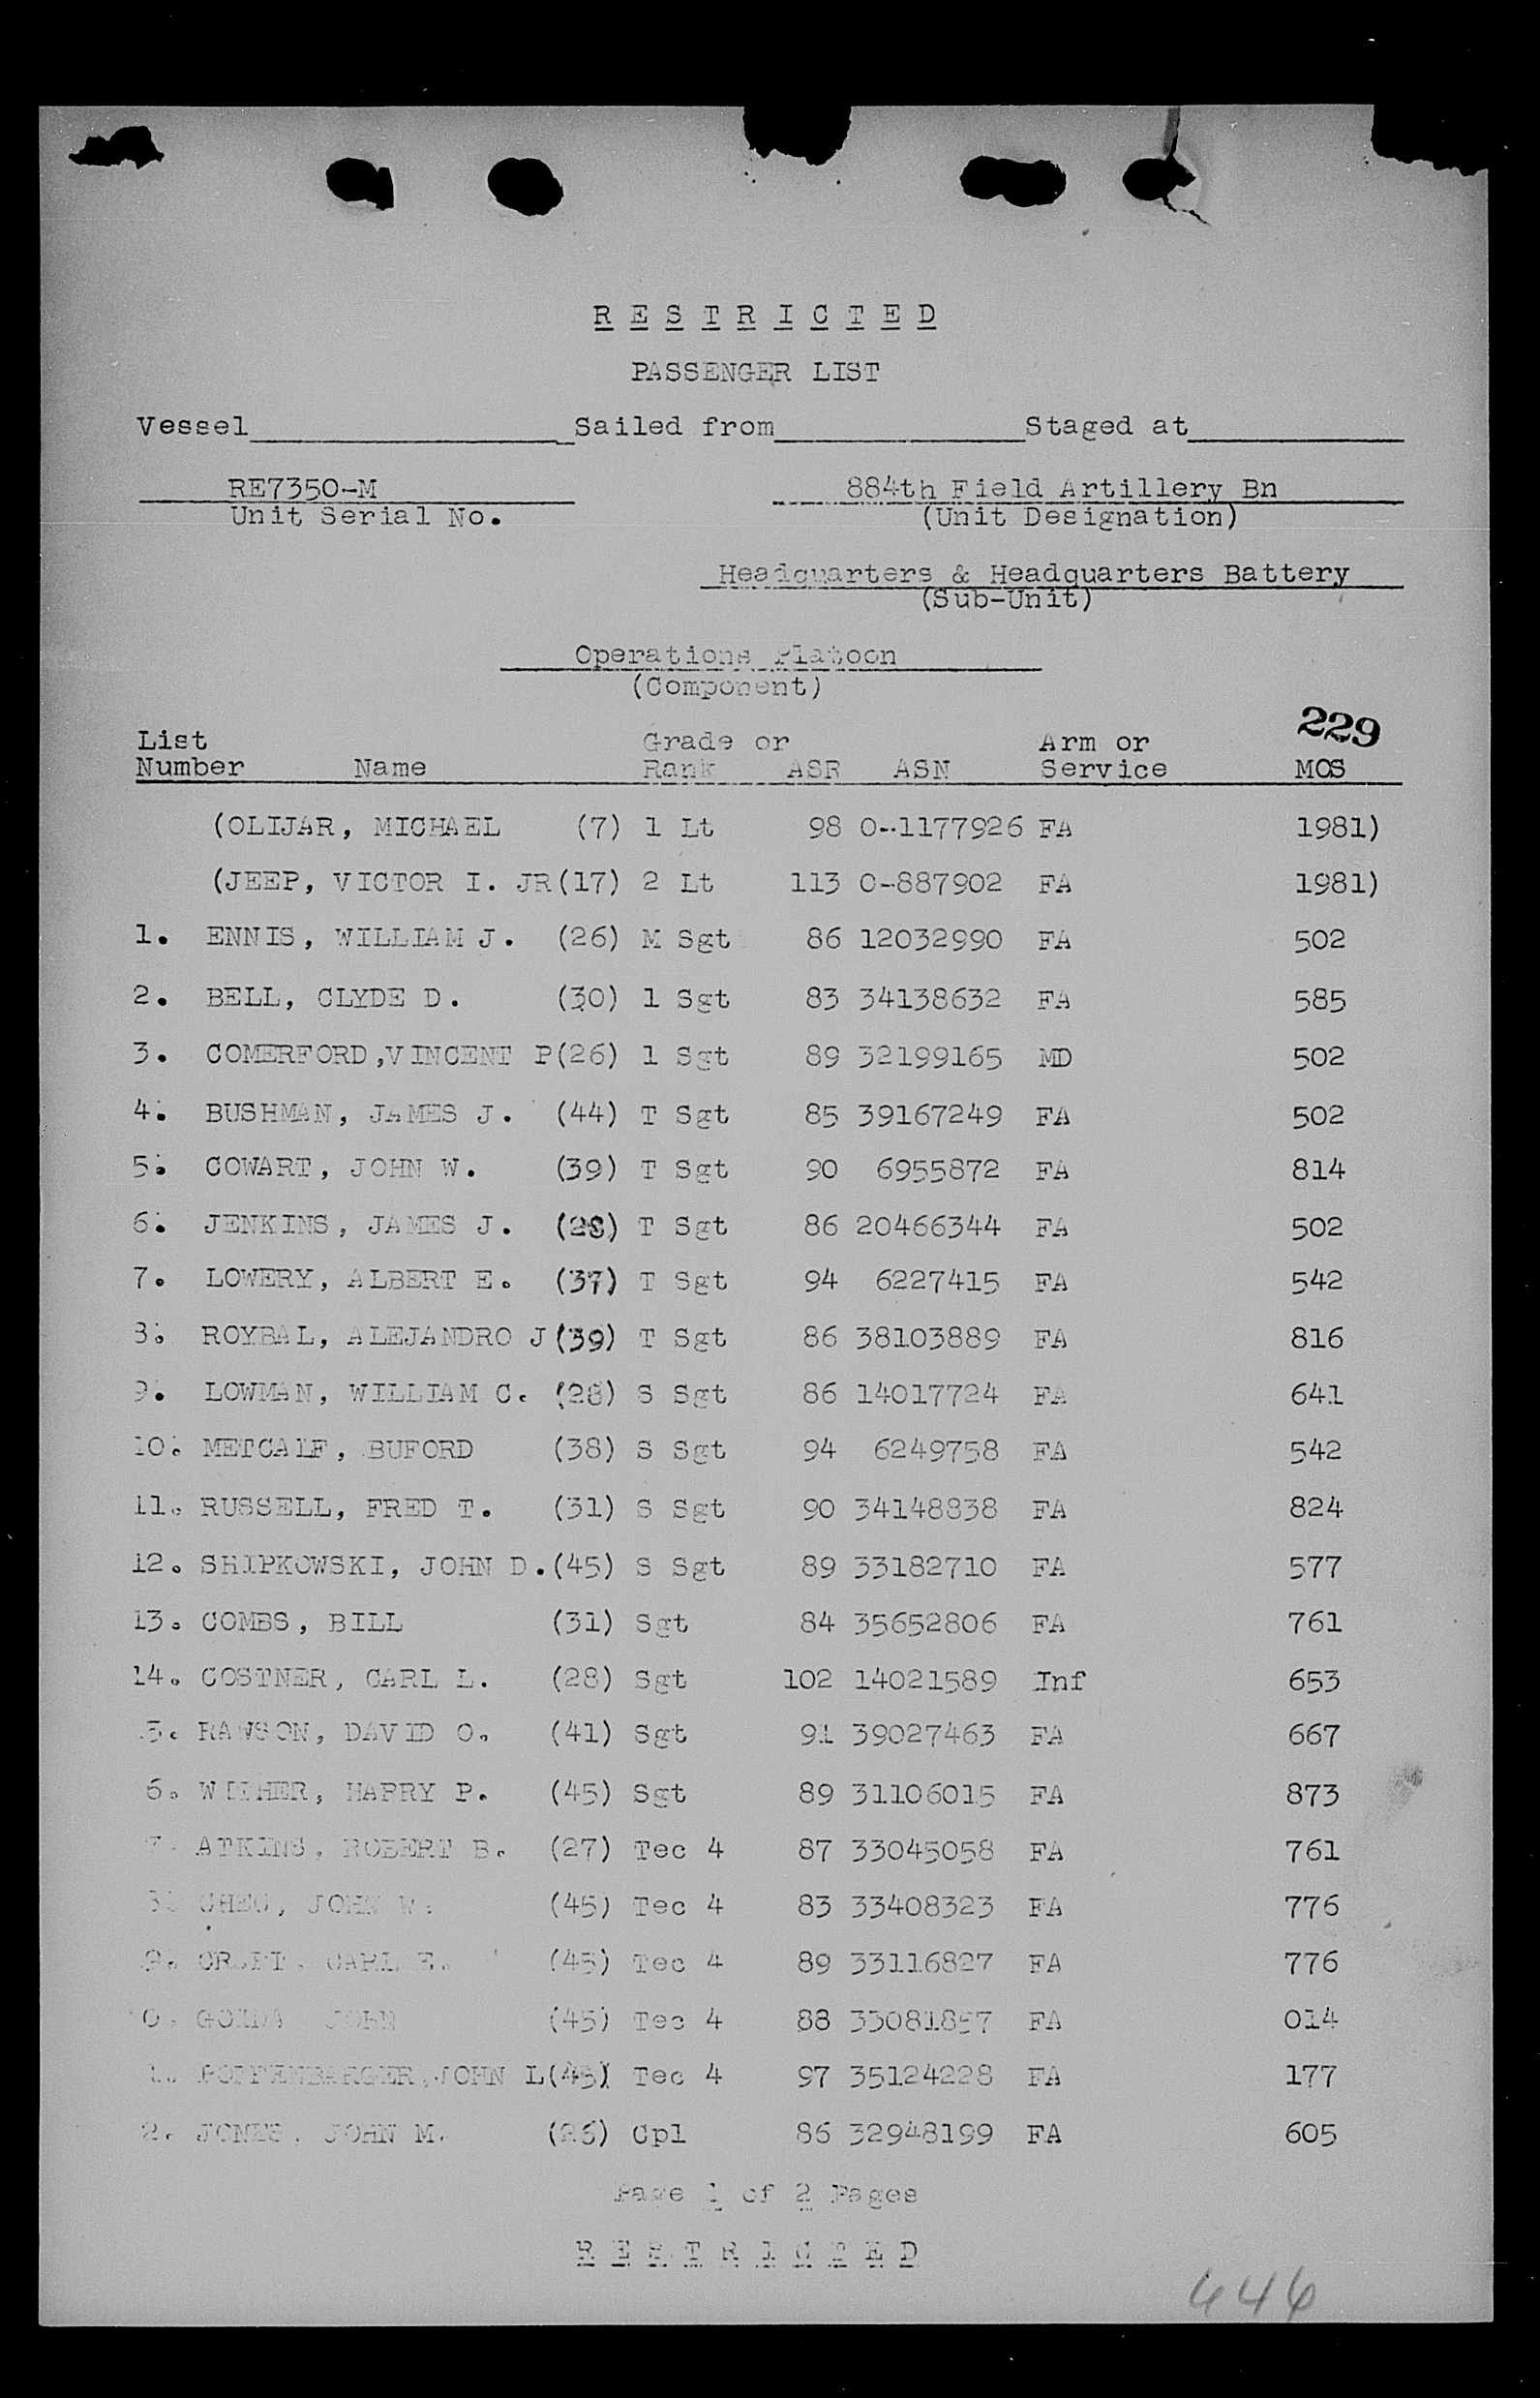 R E S T R I C T E D
PASSENGER LIST
Vessel Sailed from Staged at
RE7350-M 884th Field Artillery Bn
Unit Serial No. (Unit Designation)
Headquarters & Headquarters Battery
(Sub-Unit)
Operations Platoon
(Component)
229
List Grade or Arm or
Number Name Rank ASR ASN Service MOS
(OLIJAR, MICHAEL (7) 1 Lt 98 O-1177926 FA 1981)
(JEEP, VICTOR I. JR(17) 2 Lt 113 O-887902 FA 1981)
1. ENNIS, WILLIAM J. (26) M Sgt 86 12032990 FA 502
2. BELL, CLYDE D. (30) 1 Sgt 83 34138632 FA 585
3. COMERFORD,VINCENT P(26) 1 Sgt 89 32199165 MD 502
4. BUSHMAN, JAMES J. (44) T Sgt 85 39167249 FA 502
5. COWART, JOHN W. (39) T Sgt 90 6955872 FA 814
6. JENKINS, JAMES J. (28) T Sgt 86 20466344 FA 502
7. LOWERY, ALBERT E. (37) T Sgt 94 6227415 FA 542
8. ROYBAL, ALEJANDRO J(39) T Sgt 86 38103889 FA 816
9. LOWMAN, WILLIAM C. (28) S Sgt 86 14017724 FA 641
10. METCALF, BUFORD (38) S Sgt 94 6249758 FA 542
11. RUSSELL, FRED T. (31) S Sgt 90 34148838 FA 824
12. SHIPKOWSKI, JOHN D.(45) S Sgt 89 33182710 FA 577
13. COMBS, BILL (31) Sgt 84 35652806 FA 761
14. COSTNER, CARL L. (28) Sgt 102 14021589 Inf 653
5. RAWSON, DAVID O. (41) Sgt 91 39027463 FA 667
6. HARRY P. (45) Sgt 89 31106015 FA 873
7. ATKINS, ROBERT B. (27) Tec 4 87 33045058 FA 761
8. JOHN W. (45) Tec 4 83 33408323 FA 776
9. CARL E. (45) Tec 4 89 33116827 FA 776
0. JOHN (45) Tec 4 88 FA 014
1. JOHN L(45) Tec 4 97 35124228 FA 177
2. JONES, JOHN M. (26) Cpl 86 32948199 FA 605
Page 1 of 2 Pages
R E S T R I C T E D
446